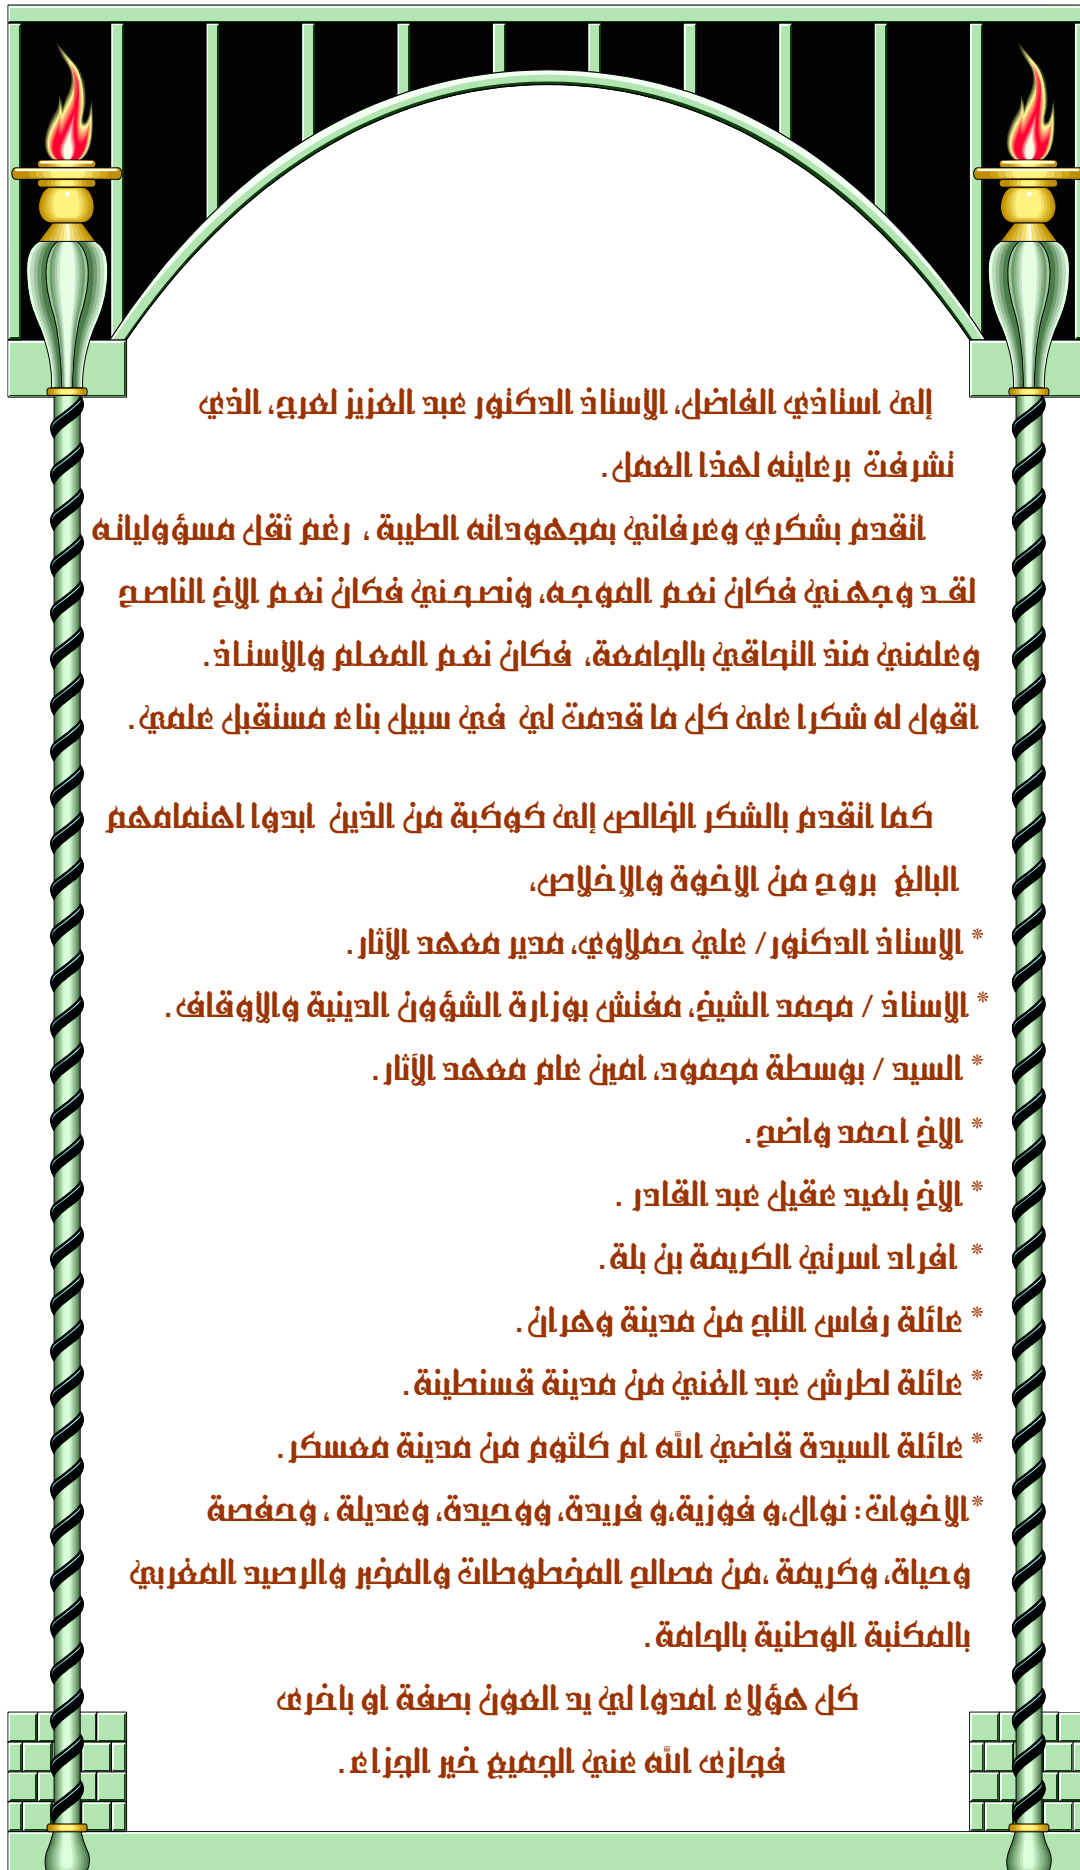 إلى أستاذي الفاضل، الأستاذ الدكتور عبد العزيز لعرج، الذي
تشرفت برعايته لهذا العمل.
أتقدم بشكري وعرفاني بمجهوداته الطيبة ، رغم ثقل مسؤولياته
لقد وجهني فكان نعم الموجه، ونصحني فكان نعم الأخ الناصح
وعلمني منذ التحاقي بالجامعة، فكان نعم المعلم والأستاذ.
أقول له شكرا على كل ما قدمت لي في سبيل بناء مستقبل علمي.
كما أتقدم بالشكر الخالص إلى كوكبة من الذين أبدوا اهتمامهم
البالغ بروح من الأخوة والإخلاص،
* الأستاذ الدكتور/ علي حملاوي، مدير معهد الآثار.
* الأستاذ / محمد الشيخ، مفتش بوزارة الشؤون الدينية والأوقاف.
* السيد / بوسطة محمود، أمين عام معهد الآثار.
* الأخ أحمد واضح.
* الأخ بلعيد عقيل عبد القادر .
* أفراد أسرتي الكريمة بن بلة.
* عائلة رفاس التاج من مدينة وهران.
* عائلة لطرش عبد الغني من مدينة قسنطينة.
* عائلة السيدة قاضي الله أم كلثوم من مدينة معسكر.
*الأخوات: نوال،و فوزية،و فريدة، ووحيدة، وعديلة ، وحفصة
وحياة، وكريمة ،من مصالح المخطوطات والمخبر والرصيد المغربي
بالمكتبة الوطنية بالحامة.
كل هؤلاء أمدوا لي يد العون بصفة أو بأخرى
فجازى الله عني الجميع خير الجزاء.